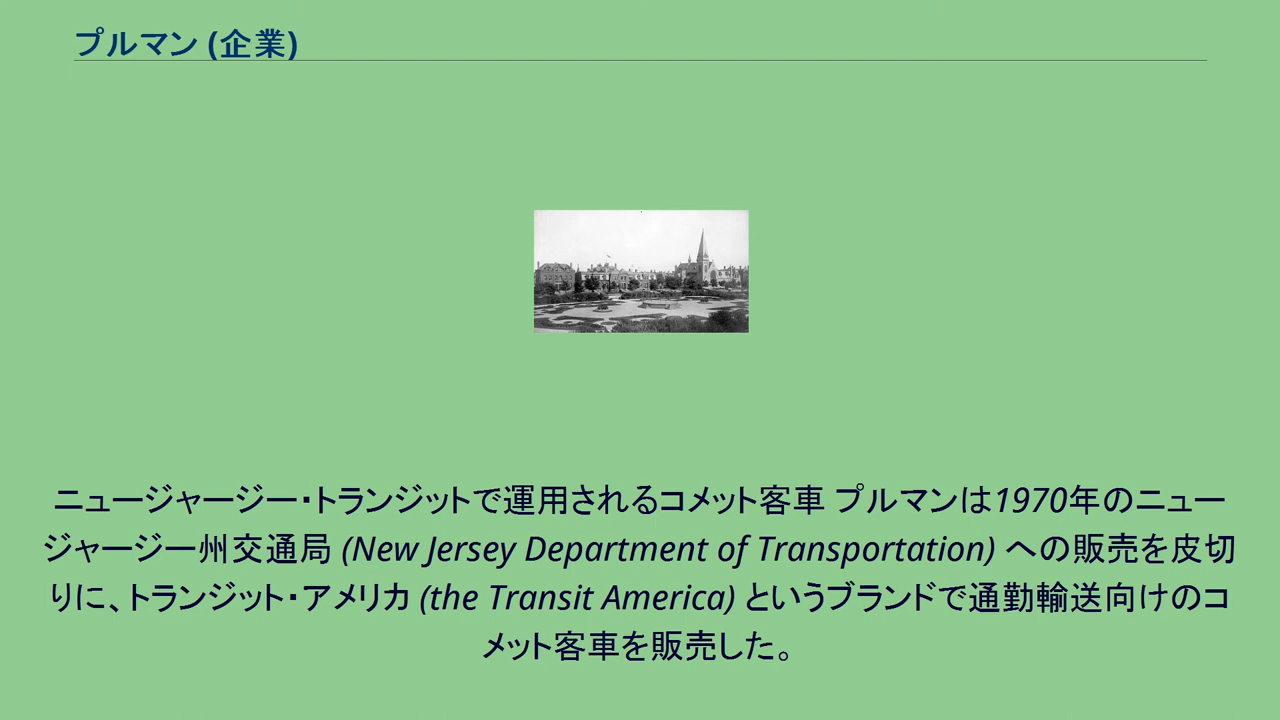 プルマン (企業)
ニュージャージー・トランジットで運用されるコメット客車 プルマンは1970年のニュー
ジャージー州交通局 (New Jersey Department of Transportation) への販売を皮切
りに、トランジット・アメリカ (the Transit America) というブランドで通勤輸送向けのコ
メット客車を販売した。